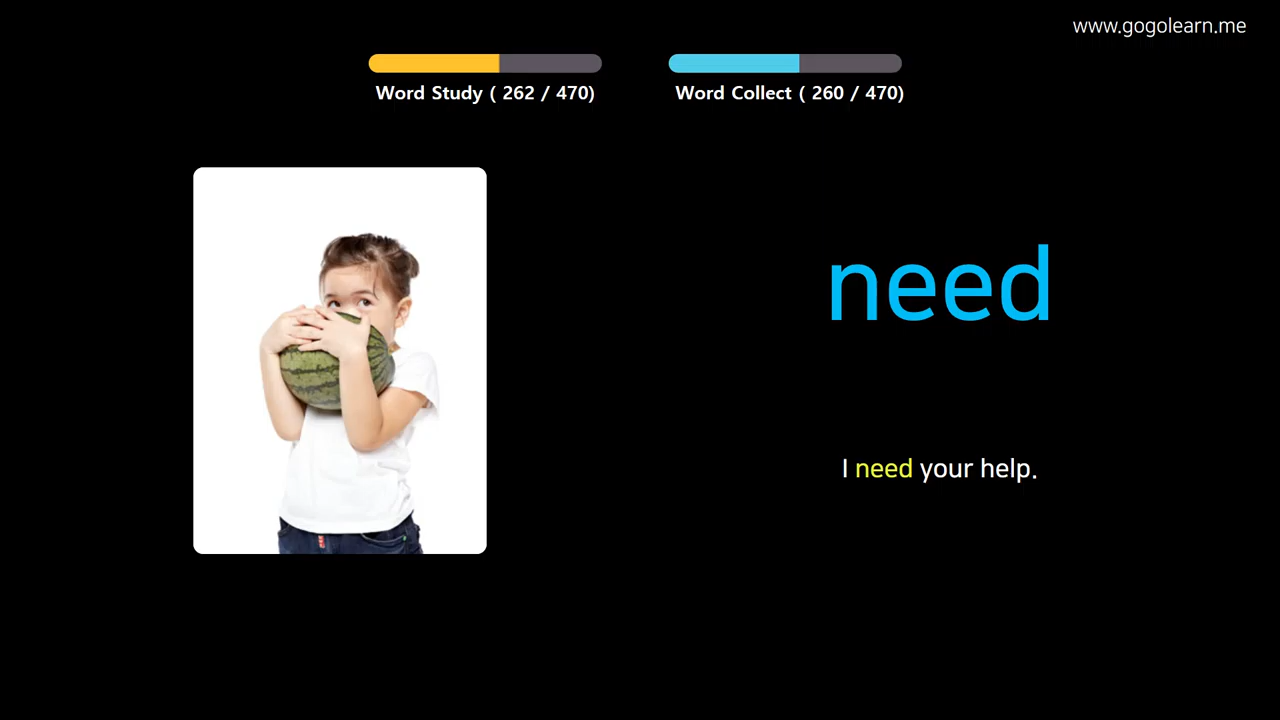 www.gogolearn.me
Word Study ( 262 / 470)
Word Collect ( 260 / 470)
need
I need your help.